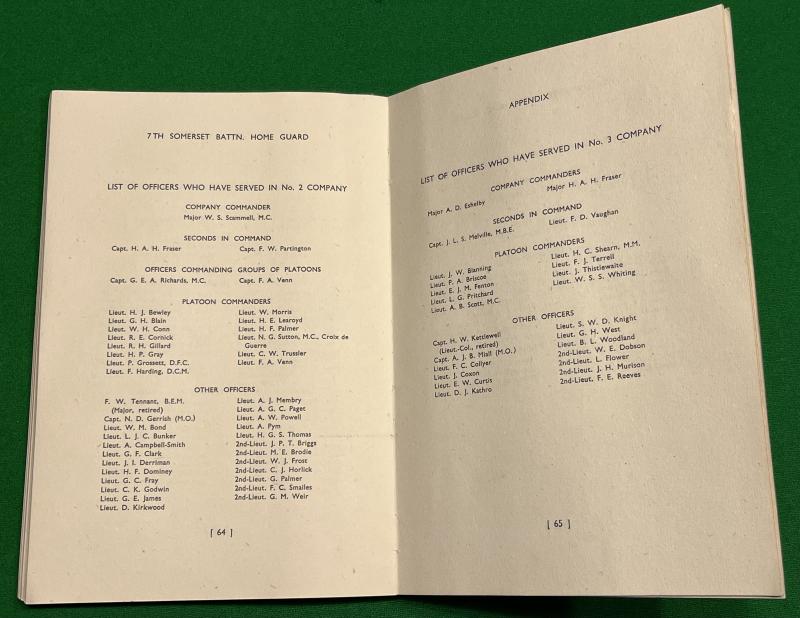 7TH SOMERSET BATTN. HOME GUARD
LIST OF OFFICERS WHO HAVE SERVED IN No. 2 COMPANY
COMPANY COMMANDER
Major W. S. Scammell, M.C.
SECONDS IN COMMAND
Capt. H. A. H. Fraser
Capt. F. W. Partington
OFFICERS COMMANDING GROUPS OF PLATOONS
Capt. G. E. A. Richards, M.C.
Capt. F. A. Venn
PLATOON COMMANDERS
Lieut. H. J. Bewley
Lieut. G. H. Blain
Lieut. W. H. Conn
Lieut. R. E. Cornick
Lieut. R. H. Gillard
Lieut. H. P. Gray
Lieut. P. Grossett, D.F.C.
Lieut. F. Harding, D.C.M.
Lieut. W. Morris
Lieut. H. E. Learoyd
Lieut. H. F. Palmer
Lieut. N. G. Sutton, M.C., Croix de
Guerre
Lieut. C. W. Trussler
Lieut. F. A. Venn
OTHER OFFICERS
F. W. Tennant, B.E.M.
(Major, retired)
Capt. N. D. Gerrish (M.O.)
Lieut. W. M. Bond
Lieut. L. J. C. Bunker
Lieut. A. Campbell-Smith
Lieut. G. F. Clark
Lieut. J. I. Derriman
Lieut. H. F. Dominey
Lieut. G. C. Fray
Lieut. C. K. Godwin
Lieut. G. E. James
Lieut. D. Kirkwood
Lieut. A. J. Membry
Lieut. A. G. C. Paget
Lieut. A. W. Powell
Lieut. A. Pym
Lieut. H. G. S. Thomas
2nd-Lieut. J. P. T. Briggs
2nd-Lieut. M. E. Brodie
2nd-Lieut. W. J. Frost
2nd-Lieut. C. J. Horlick
2nd-Lieut. G. Palmer
2nd-Lieut. F. C. Smailes
2nd-Lieut. G. M. Weir
[ 64 ]
APPENDIX
LIST OF OFFICERS WHO HAVE SERVED IN No. 3 COMPANY
COMPANY COMMANDERS
Major A. D. Eshelby
Major H. A. H. Fraser
SECONDS IN COMMAND
Capt. J. L. S. Melville, M.B.E.
Lieut. F. D. Vaughan
PLATOON COMMANDERS
Lieut. J. W. Blanning
Lieut. P. A. Briscoe
Lieut. E. J. M. Fenton
Lieut. L. G. Pritchard
Lieut. A. B. Scott, M.C.
Lieut. H. C. Shearn, M.M.
Lieut. F. J. Terrell
Lieut. J. Thistlewaite
Lieut. W. S. S. Whiting
OTHER OFFICERS
Capt. H. W. Kettlewell
(Lieut.-Col., retired)
Capt. A. J. B. Miall (M.O.)
Lieut. F. C. Collyer
Lieut. J. Coxon
Lieut. E. W. Curtis
Lieut. D. J. Kathro
Lieut. S. W. D. Knight
Lieut. G. H. West
Lieut. B. L. Woodland
2nd-Lieut. W. E. Dobson
2nd-Lieut. L. Flower
2nd-Lieut. J. H. Murison
2nd-Lieut. F. E. Reeves
[ 65 ]